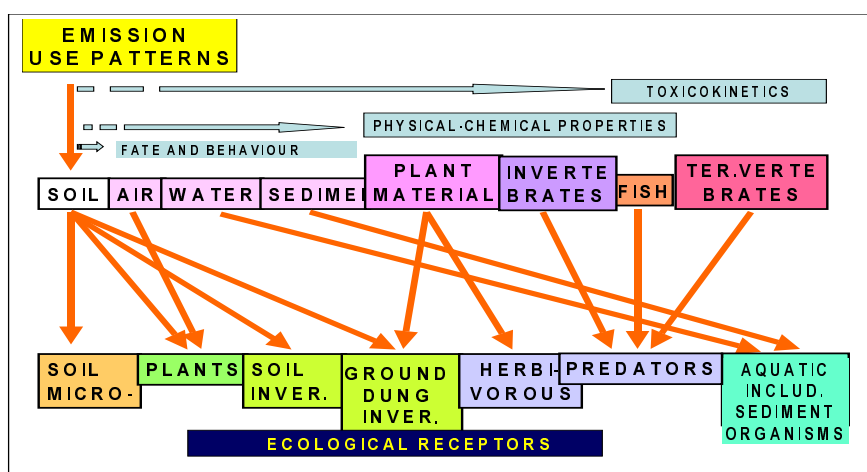 EMISSION
USE PATTERNS
TOXICOKINETICS
PHYSICAL-CHEMICAL PROPERTIES
FATE AND BEHAVIOUR
SOIL
AIR
WATER
SEDIME
PLANT
MATERIAL
INVERTE
BRATES
FISH
TER.VERTE
BRATES
SOIL
MICRO-
PLANTS
SOIL
INVER.
GROUND
DUNG
INVER.
HERBI-
VOROUS
PREDATORS
AQUATIC
INCLUD.
SEDIMENT
ORGANISMS
ECOLOGICAL RECEPTORS